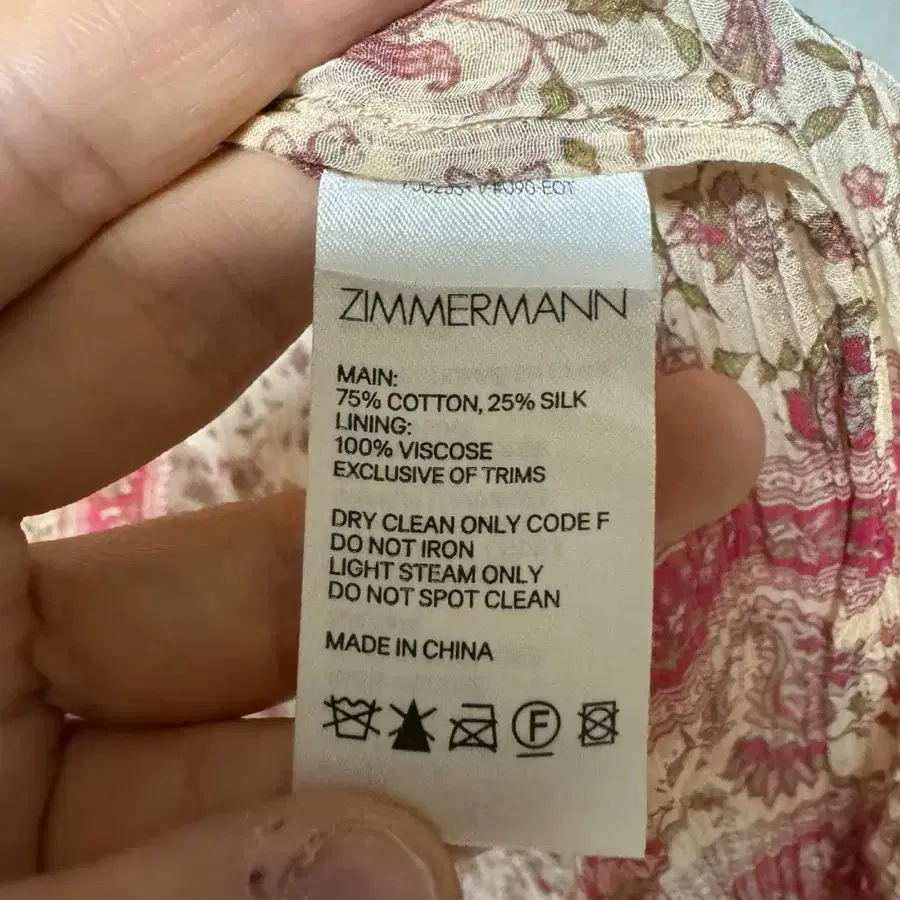 ZIMMERMANN
MAIN:
75% COTTON, 25% SILK
LINING:
100% VISCOSE
EXCLUSIVE OF TRIMS
DRY CLEAN ONLY CODE F
DO NOT IRON
LIGHT STEAM ONLY
DO NOT SPOT CLEAN
MADE IN CHINA
F